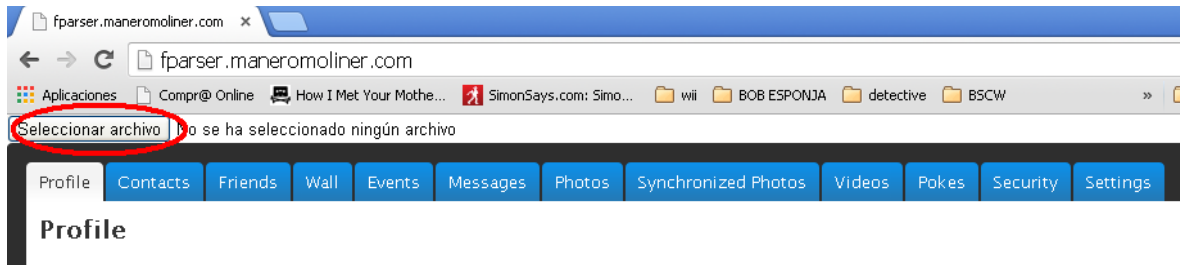 fparser.maneromoliner.com
fparser.maneromoliner.com
Aplicaciones Compr@ Online How I Met Your Mothe... SimonSays.com: Simo... wii BOB ESPONJA detective BSCW »
Seleccionar archivo No se ha seleccionado ningún archivo
Profile Contacts Friends Wall Events Messages Photos Synchronized Photos Videos Pokes Security Settings
Profile